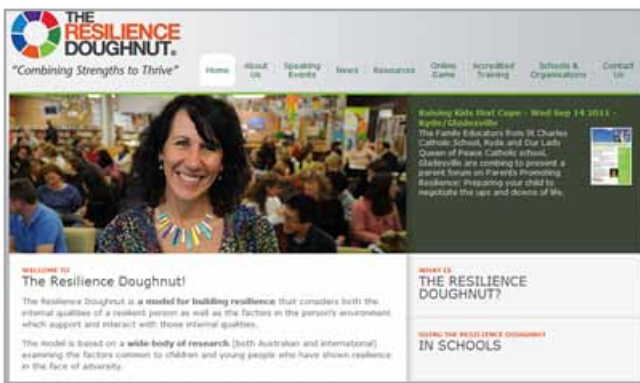 THE
RESILIENCE
DOUGHNUT.
"Combining Strengths to Thrive"
Home
About
Us
Speaking
Events
News
Resources
Online
Game
Accredited
Training
Schools &
Organisations
Contact
Us
Raising Kids that Cope - Wed Sep 14 2011 -
Ryde/Gladesville
The Family Educators from St Charles
Catholic School, Ryde and Our Lady
Queen of Peace Catholic school,
Gladesville are combing to present a
parent forum on Parents Promoting
Resilience: Preparing your child to
negotiate the ups and downs of life.
WELCOME TO
The Resilience Doughnut!
The Resilience Doughnut is a model for building resilience that considers both the
internal qualities of a resilient person as well as the factors in the person's environment
which support and interact with those internal qualities.
The model is based on a wide body of research (both Australian and international)
examining the factors common to children and young people who have shown resilience
in the face of adversity.
WHAT IS
THE RESILIENCE
DOUGHNUT?
USING THE RESILIENCE DOUGHNUT
IN SCHOOLS